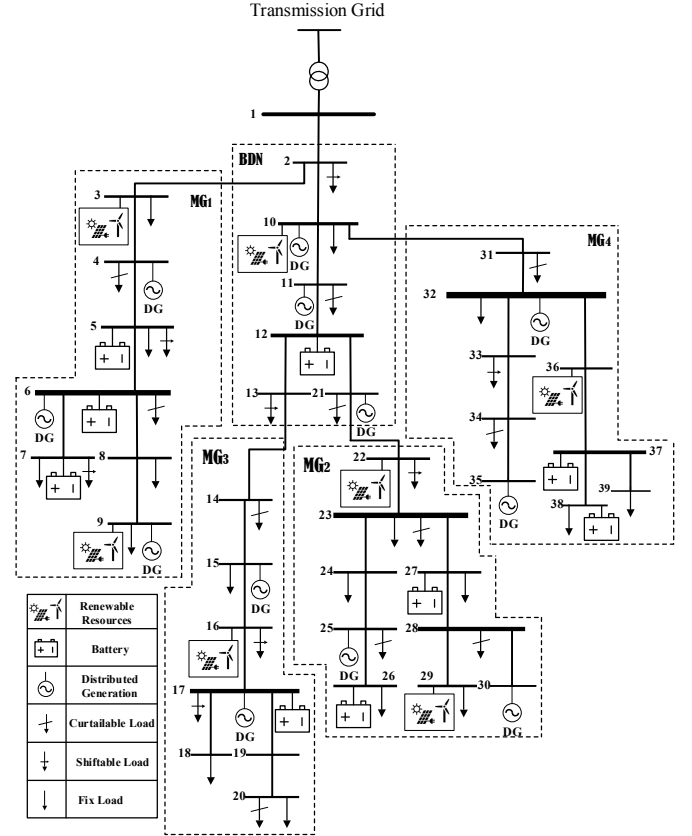 Transmission Grid
1
BDN
2
3
MG1
10
MG4
DG
31
4
11
32
DG
DG
DG
5
12
33
36
6
13
21
34
DG
DG
37
7
8
MG3
MG2
22
35
39
14
23
DG
38
9
DG
15
24
27
DG
16
25
28
DG
26
29
30
17
DG
DG
18
19
20
Renewable
Resources
Battery
Distributed
Generation
Curtailable Load
Shiftable Load
Fix Load